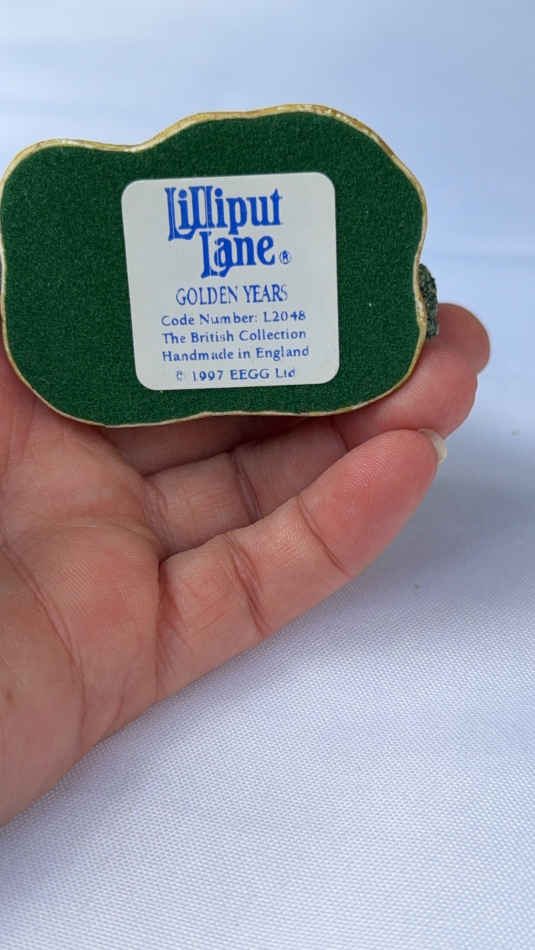 Lilliput
Lane®
GOLDEN YEARS
Code Number: L2048
The British Collection
Handmade in England
© 1997 EEGG Ltd